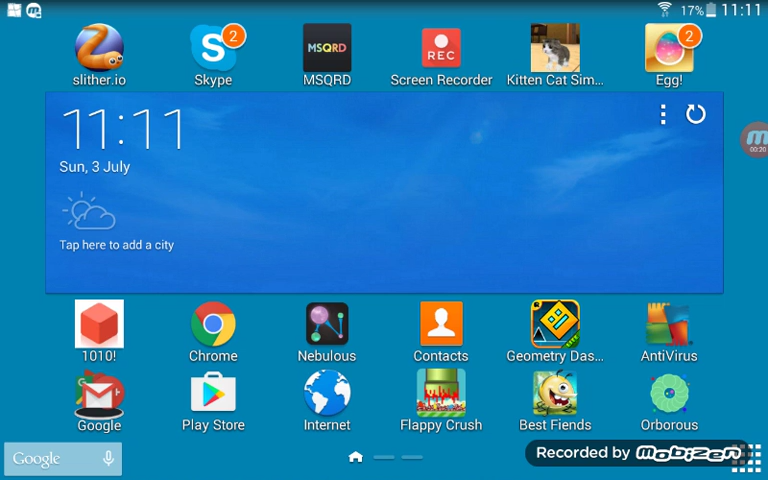 17% 11:11
2
2
S
MSQRD
REC
slither.io
Skype
MSQRD
Screen Recorder
Kitten Cat Sim...
Egg!
11:11
Sun, 3 July
Tap here to add a city
m
00:20
1010!
Chrome
Nebulous
Contacts
Geometry Das...
AntiVirus
Google
Play Store
Internet
Flappy Crush
Best Fiends
Orborous
Google
Recorded by mobizen